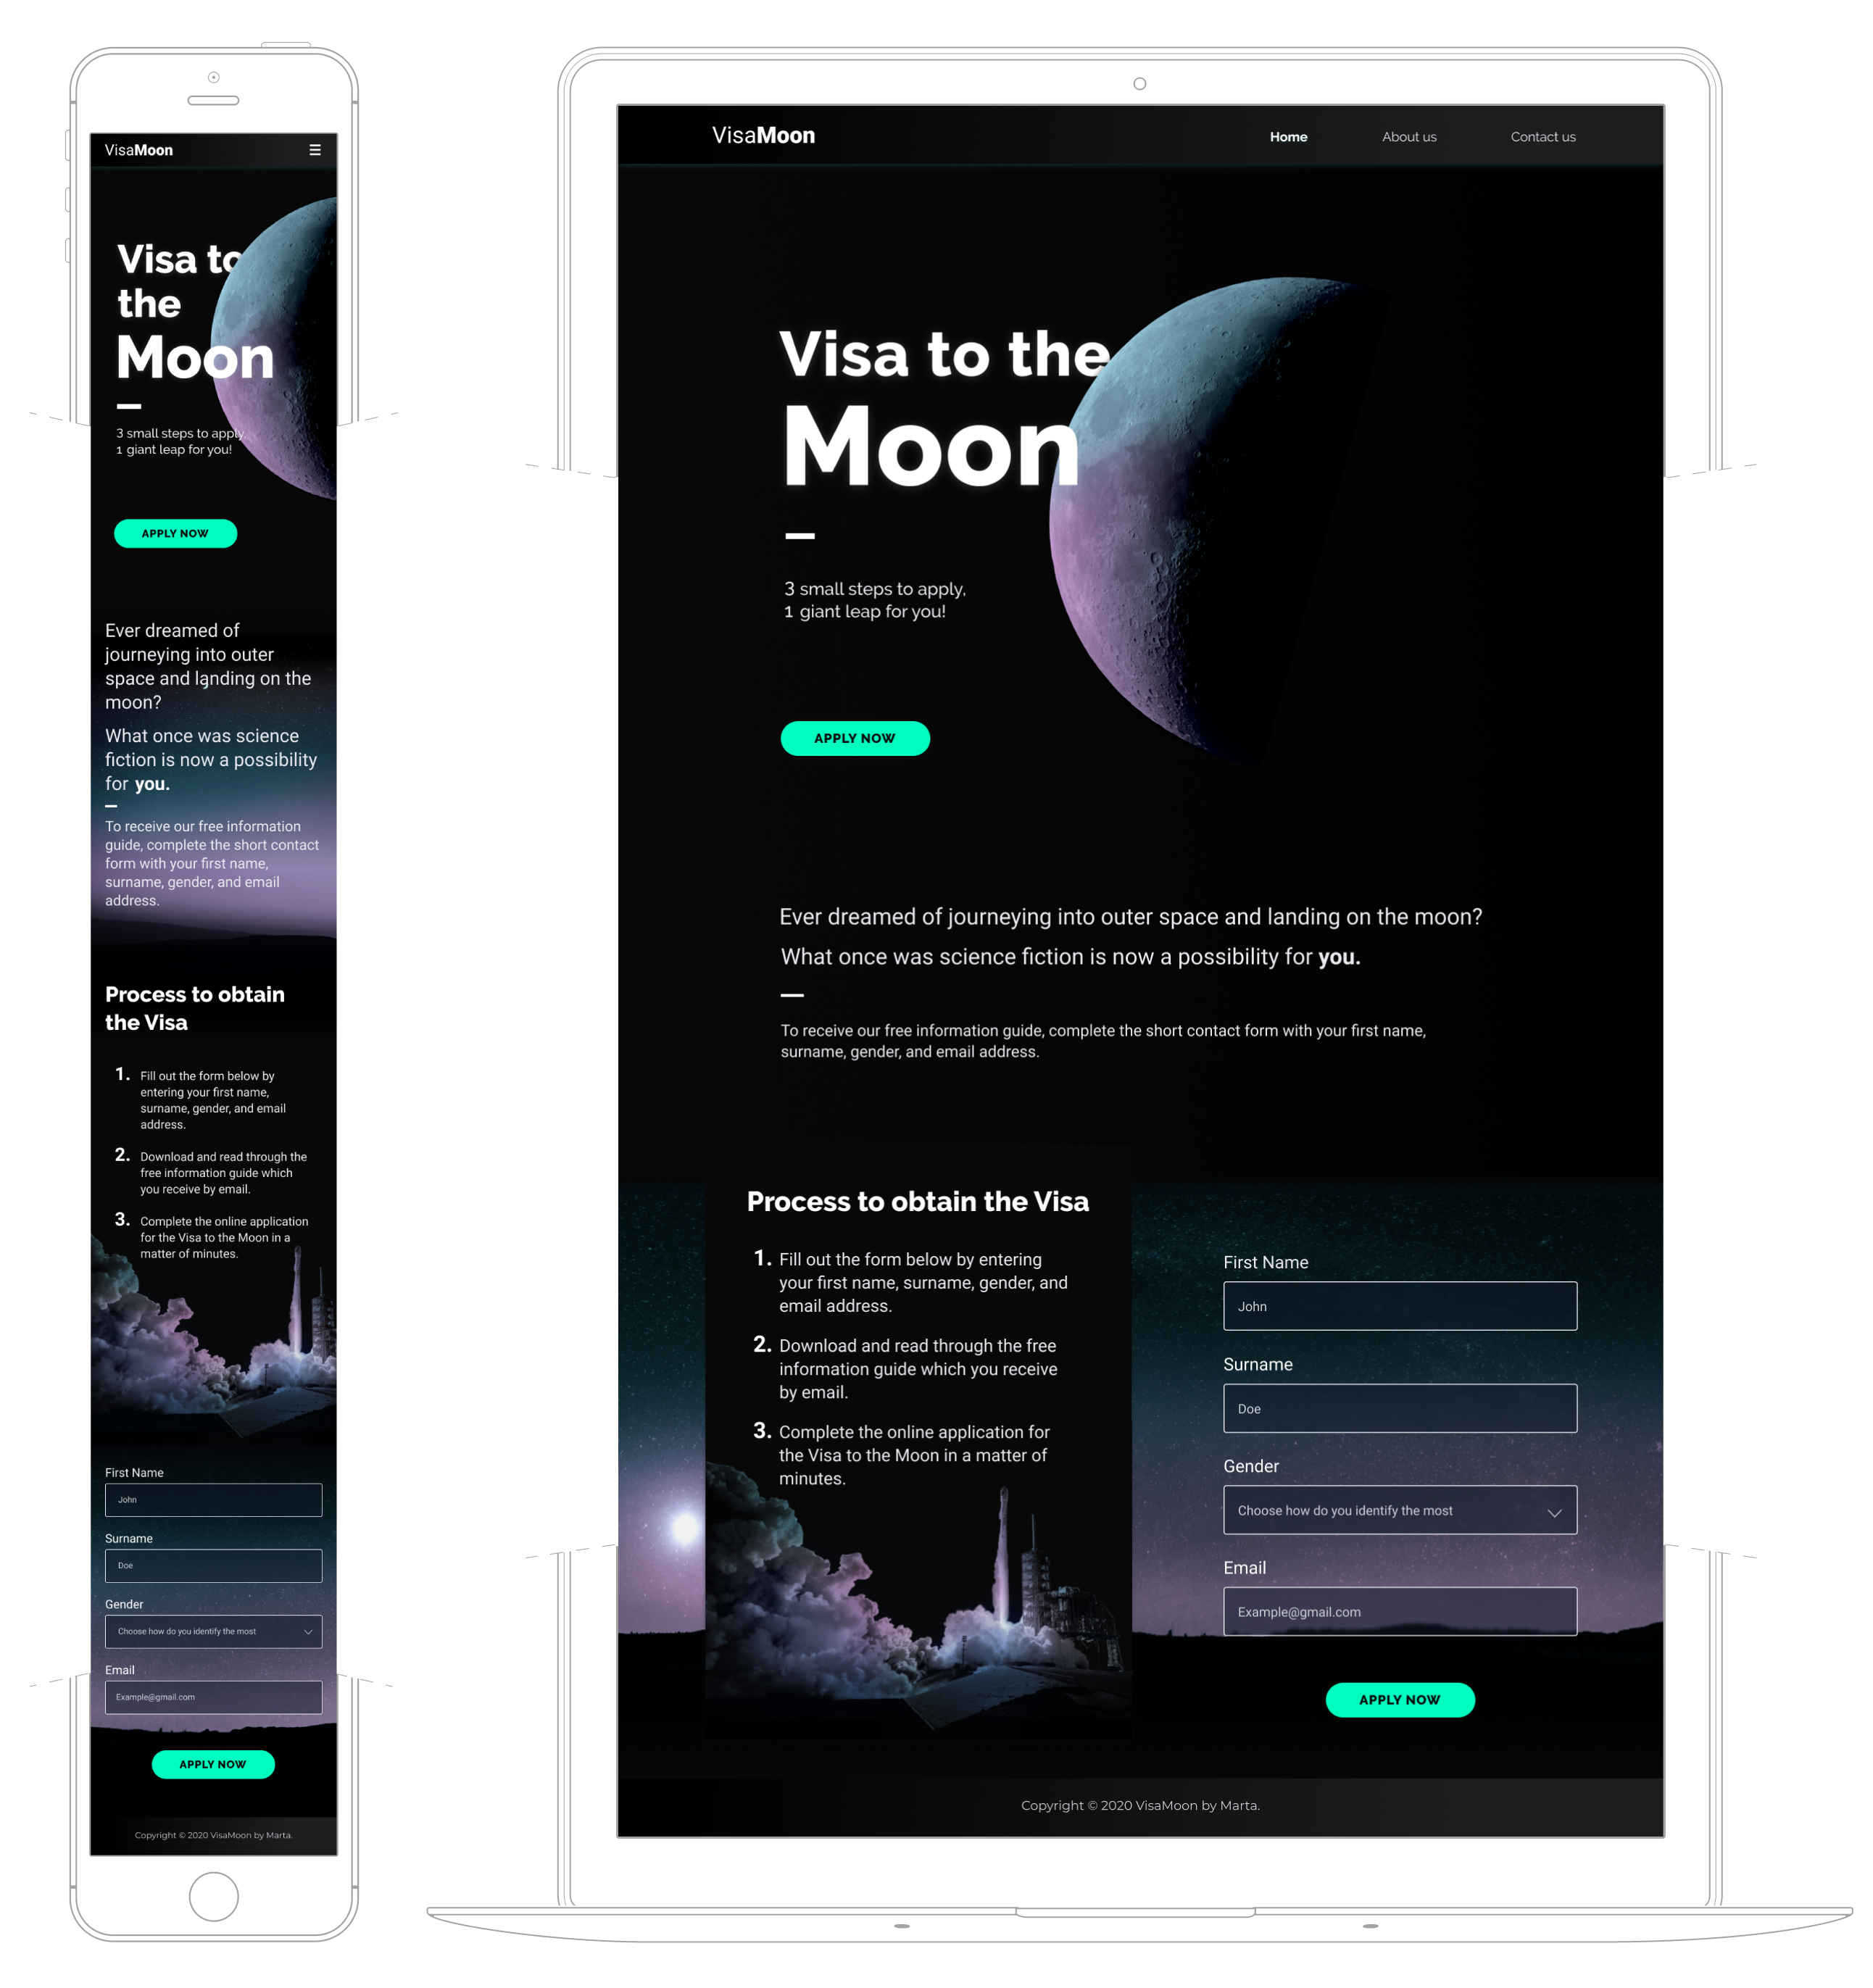 VisaMoon
Visa to
the
Moon
3 small steps to apply,
1 giant leap for you!
APPLY NOW
Ever dreamed of
journeying into outer
space and landing on the
moon?
What once was science
fiction is now a possibility
for you.
To receive our free information
guide, complete the short contact
form with your first name,
surname, gender, and email
address.
Process to obtain
the Visa
1. Fill out the form below by
entering your first name,
surname, gender, and email
address.
2. Download and read through the
free information guide which
you receive by email.
3. Complete the online application
for the Visa to the Moon in a
matter of minutes.
First Name
John
Surname
Doe
Gender
Choose how do you identify the most
Email
Example@gmail.com
APPLY NOW
Copyright © 2020 VisaMoon by Marta.
VisaMoon
Home About us Contact us
Visa to the
Moon
3 small steps to apply,
1 giant leap for you!
APPLY NOW
Ever dreamed of journeying into outer space and landing on the moon?
What once was science fiction is now a possibility for you.
To receive our free information guide, complete the short contact form with your first name,
surname, gender, and email address.
Process to obtain the Visa
1. Fill out the form below by entering
your first name, surname, gender, and
email address.
2. Download and read through the free
information guide which you receive
by email.
3. Complete the online application for
the Visa to the Moon in a matter of
minutes.
First Name
John
Surname
Doe
Gender
Choose how do you identify the most
Email
Example@gmail.com
APPLY NOW
Copyright © 2020 VisaMoon by Marta.